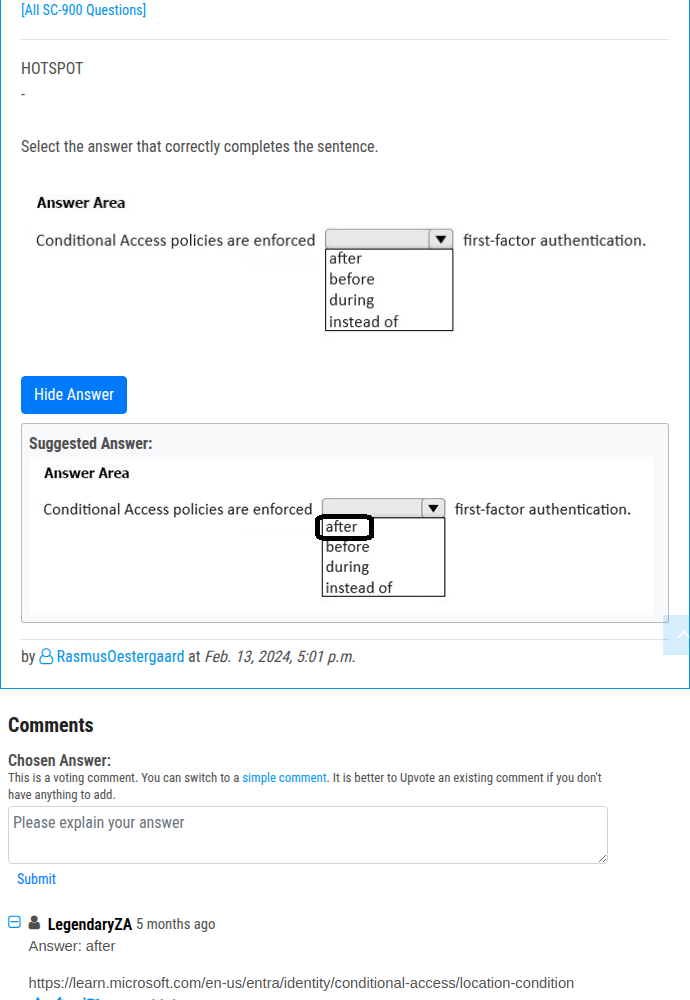 [All SC-900 Questions]
HOTSPOT
-
Select the answer that correctly completes the sentence.
Answer Area
Conditional Access policies are enforced first-factor authentication.
after
before
during
instead of
Hide Answer
Suggested Answer:
Answer Area
Conditional Access policies are enforced first-factor authentication.
after
before
during
instead of
by RasmusOestergaard at Feb. 13, 2024, 5:01 p.m.
Comments
Chosen Answer:
This is a voting comment. You can switch to a simple comment. It is better to Upvote an existing comment if you don't
have anything to add.
Please explain your answer
Submit
LegendaryZA 5 months ago
Answer: after
https://learn.microsoft.com/en-us/entra/identity/conditional-access/location-condition